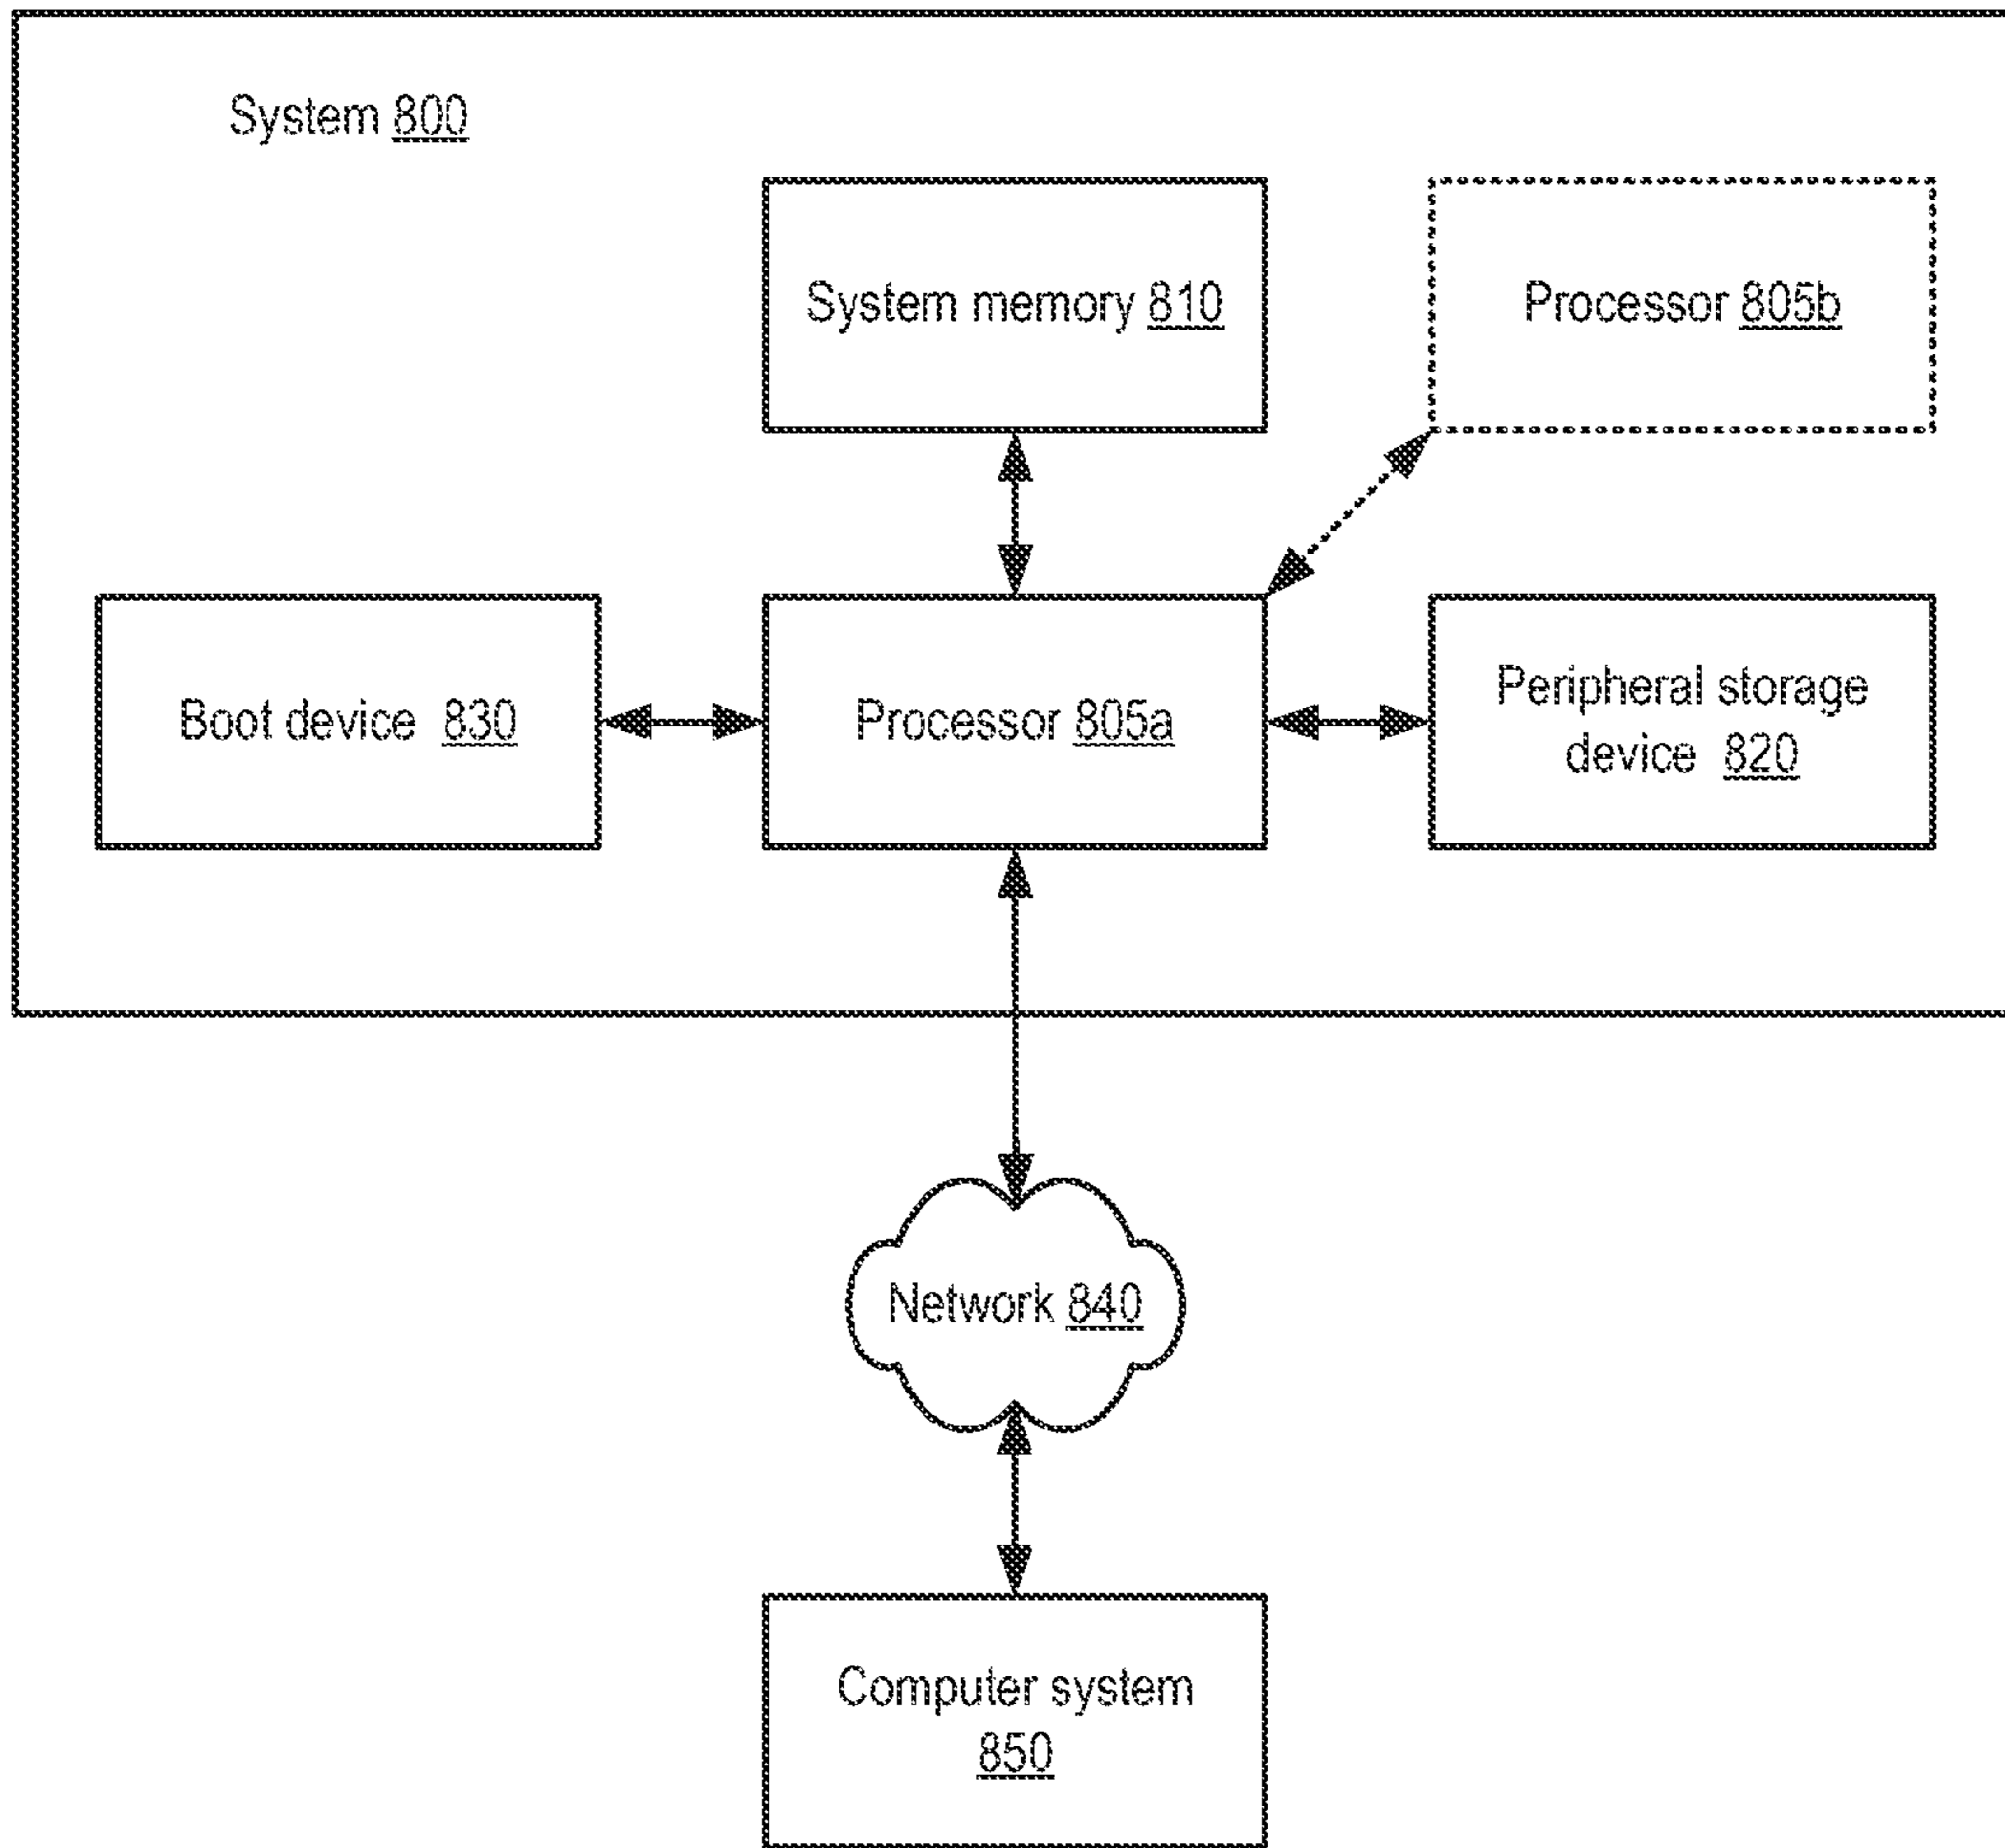 System 800
System memory 810
Processor 805b
Boot device 830
Processor 805a
Peripheral storage
device 820
Network 840
Computer system
850